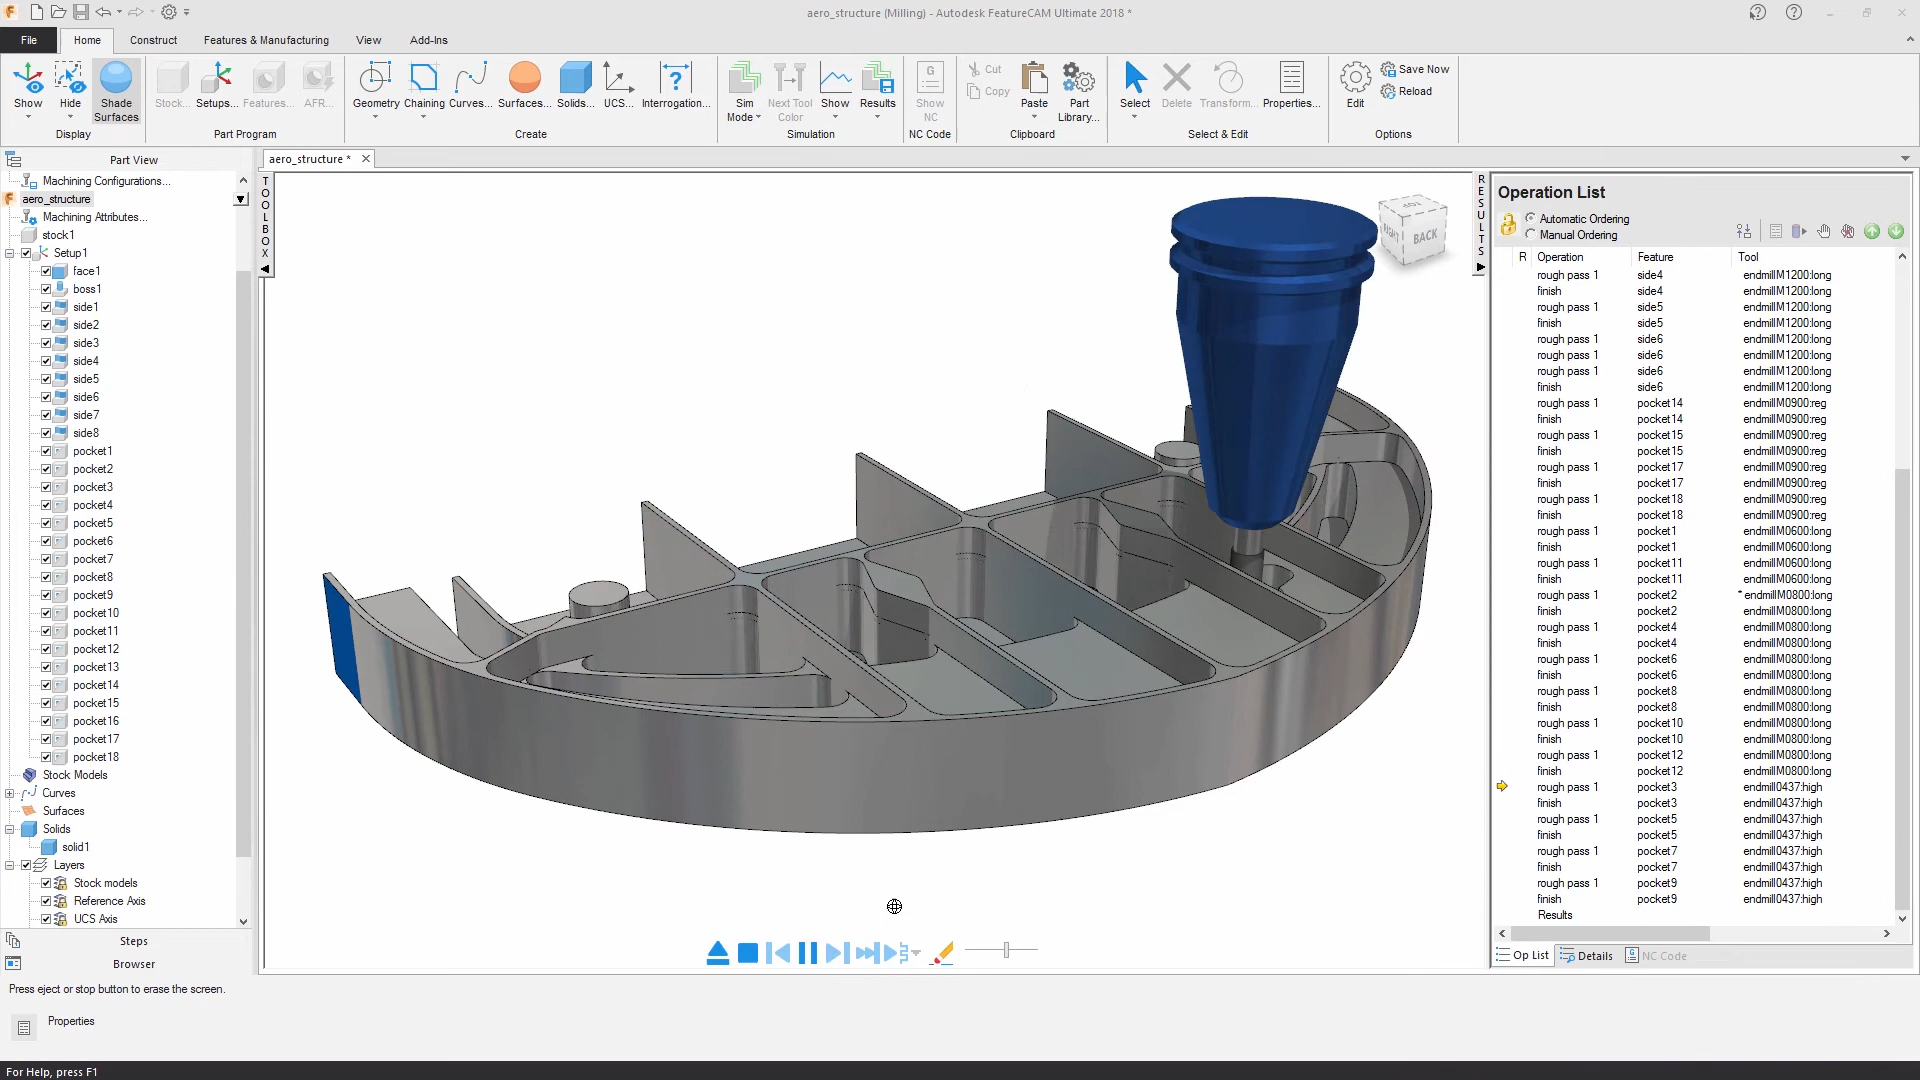 aero_structure (Milling) - Autodesk FeatureCAM Ultimate 2018 *
File Home Construct Features & Manufacturing View Add-Ins
Show Hide Shade Surfaces Stock... Setups... Features... AFR... Geometry Chaining Curves... Surfaces... Solids... UCS... Interrogation... Sim Mode Next Tool Color Show Results Show NC Cut Copy Paste Part Library... Select Delete Transform... Properties... Edit Save Now Reload
Display Part Program Create Simulation NC Code Clipboard Select & Edit Options
Part View
Machining Configurations...
aero_structure
Machining Attributes...
stock1
Setup1
face1
boss1
side1
side2
side3
side4
side5
side6
side7
side8
pocket1
pocket2
pocket3
pocket4
pocket5
pocket6
pocket7
pocket8
pocket9
pocket10
pocket11
pocket12
pocket13
pocket14
pocket15
pocket16
pocket17
pocket18
Stock Models
Curves
Surfaces
Solids
solid1
Layers
Stock models
Reference Axis
UCS Axis
Steps
Browser
aero_structure *
TOOLBOX
TOP
RIGHT
BACK
RESULTS
Operation List
Automatic Ordering
Manual Ordering
R Operation Feature Tool
rough pass 1 side4 endmillM1200:long
finish side4 endmillM1200:long
rough pass 1 side5 endmillM1200:long
finish side5 endmillM1200:long
rough pass 1 side6 endmillM1200:long
rough pass 1 side6 endmillM1200:long
rough pass 1 side6 endmillM1200:long
finish side6 endmillM1200:long
rough pass 1 pocket14 endmillM0900:reg
finish pocket14 endmillM0900:reg
rough pass 1 pocket15 endmillM0900:reg
finish pocket15 endmillM0900:reg
rough pass 1 pocket17 endmillM0900:reg
finish pocket17 endmillM0900:reg
rough pass 1 pocket18 endmillM0900:reg
finish pocket18 endmillM0900:reg
rough pass 1 pocket1 endmillM0600:long
finish pocket1 endmillM0600:long
rough pass 1 pocket11 endmillM0600:long
finish pocket11 endmillM0600:long
rough pass 1 pocket2 * endmillM0800:long
finish pocket2 endmillM0800:long
rough pass 1 pocket4 endmillM0800:long
finish pocket4 endmillM0800:long
rough pass 1 pocket6 endmillM0800:long
finish pocket6 endmillM0800:long
rough pass 1 pocket8 endmillM0800:long
finish pocket8 endmillM0800:long
rough pass 1 pocket10 endmillM0800:long
finish pocket10 endmillM0800:long
rough pass 1 pocket12 endmillM0800:long
finish pocket12 endmillM0800:long
rough pass 1 pocket3 endmill0437:high
finish pocket3 endmill0437:high
rough pass 1 pocket5 endmill0437:high
finish pocket5 endmill0437:high
rough pass 1 pocket7 endmill0437:high
finish pocket7 endmill0437:high
rough pass 1 pocket9 endmill0437:high
finish pocket9 endmill0437:high
Results
Op List Details NC Code
Press eject or stop button to erase the screen.
Properties
For Help, press F1